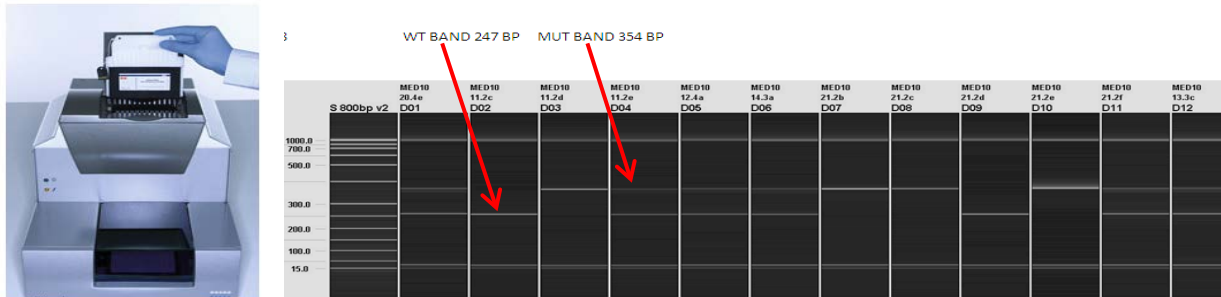 3
WT BAND 247 BP MUT BAND 354 BP
S 800bp v2
MED10 20.4e D01
MED10 11.2c D02
MED10 11.2d D03
MED10 11.2e D04
MED10 12.4a D05
MED10 14.3a D06
MED10 21.2b D07
MED10 21.2c D08
MED10 21.2d D09
MED10 21.2e D10
MED10 21.2f D11
MED10 13.3c D12
1000.0
700.0
500.0
300.0
200.0
100.0
15.0